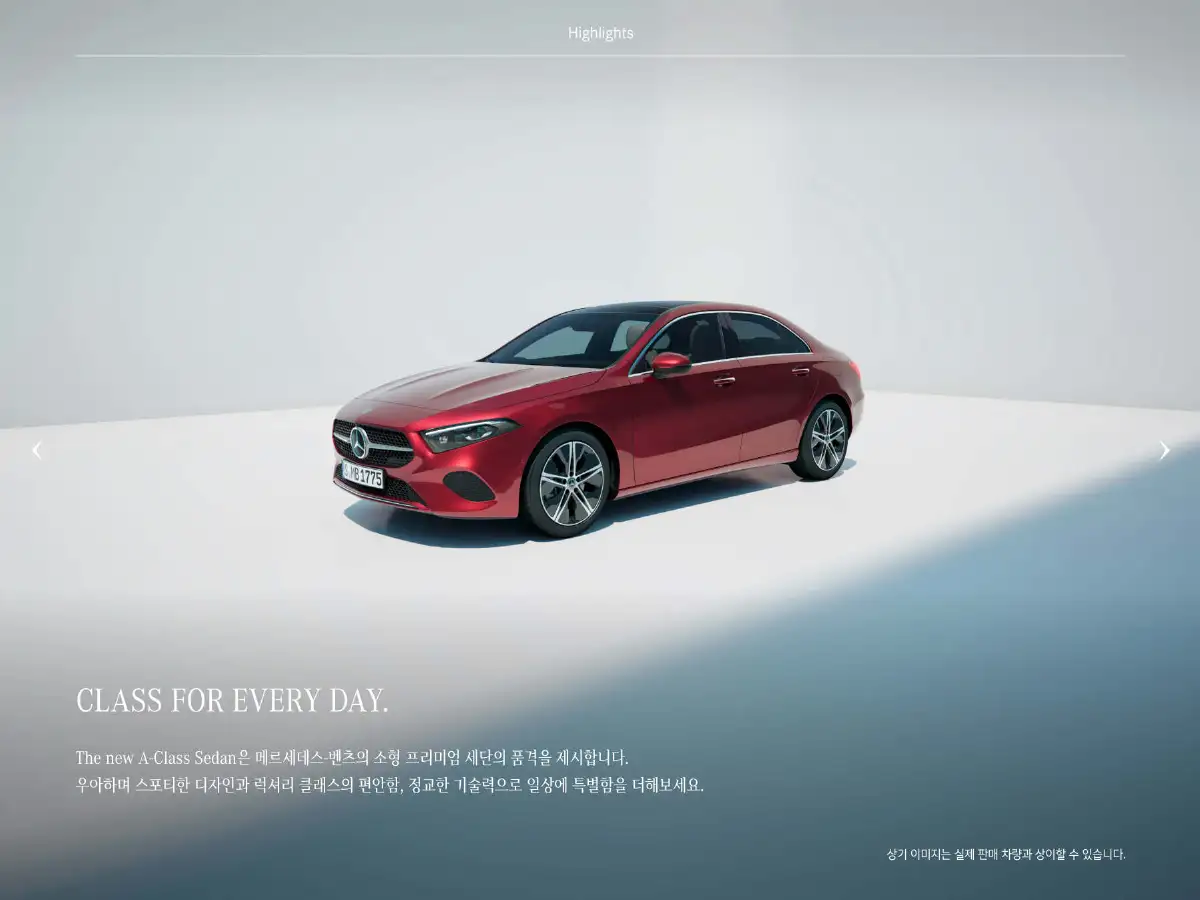 Highlights
MB1775
CLASS FOR EVERY DAY.
The new A-Class Sedan은 메르세데스-벤츠의 소형 프리미엄 세단의 품격을 제시합니다.
우아하며 스포티한 디자인과 럭셔리 클래스의 편안함, 정교한 기술력으로 일상에 특별함을 더해보세요.
상기 이미지는 실제 판매 차량과 상이할 수 있습니다.